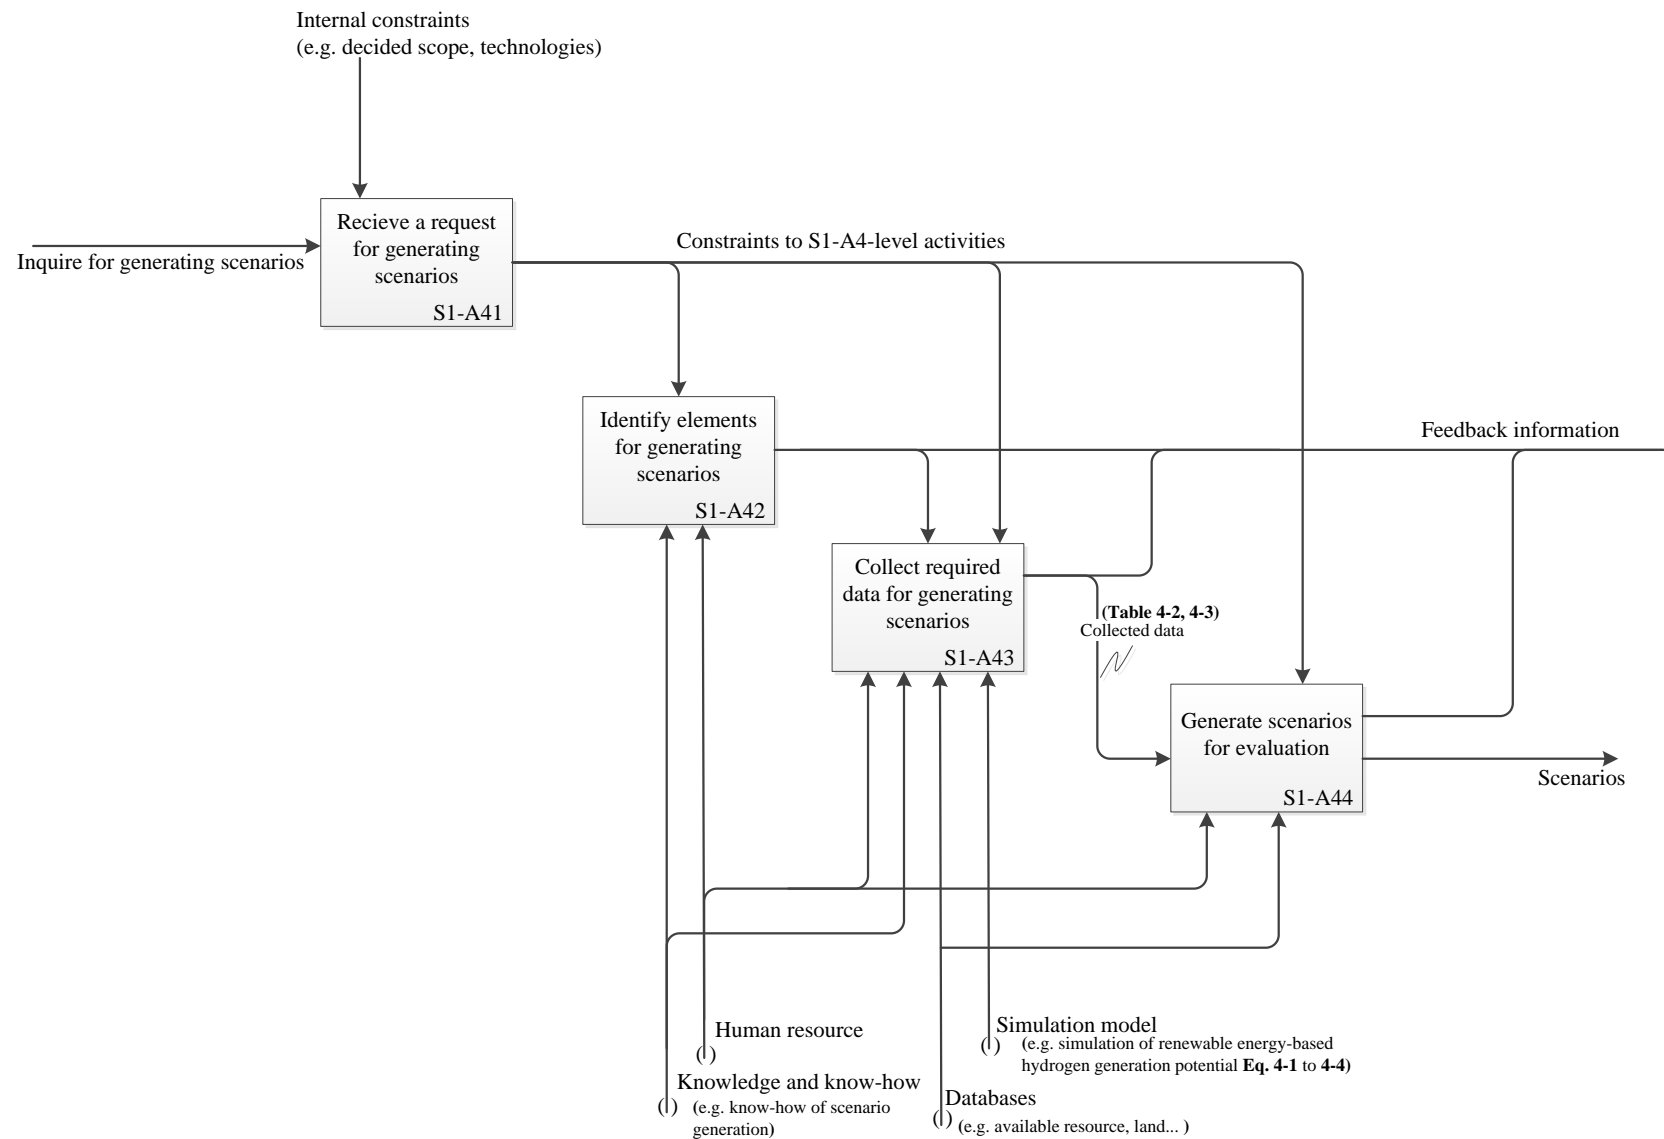 Internal constraints
(e.g. decided scope, technologies)
Recieve a request
for generating
scenarios
S1-A41
Inquire for generating scenarios
Constraints to S1-A4-level activities
Identify elements
for generating
scenarios
S1-A42
Feedback information
Collect required
data for generating
scenarios
S1-A43
(Table 4-2, 4-3)
Collected data
Generate scenarios
for evaluation
S1-A44
Scenarios
Human resource
( )
Simulation model
( ) (e.g. simulation of renewable energy-based
hydrogen generation potential Eq. 4-1 to 4-4)
Knowledge and know-how
( ) (e.g. know-how of scenario
generation)
Databases
( ) (e.g. available resource, land... )